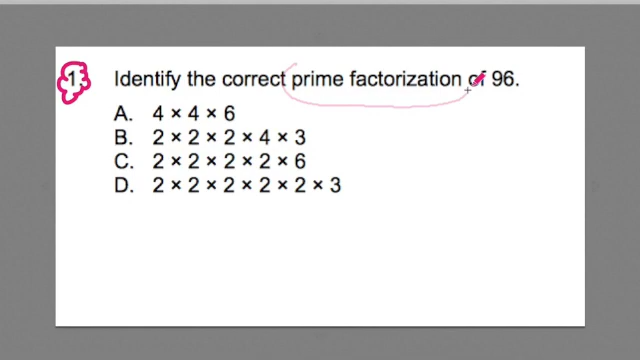 1. Identify the correct prime factorization of 96.
A. 4 × 4 × 6
B. 2 × 2 × 2 × 4 × 3
C. 2 × 2 × 2 × 2 × 6
D. 2 × 2 × 2 × 2 × 2 × 3